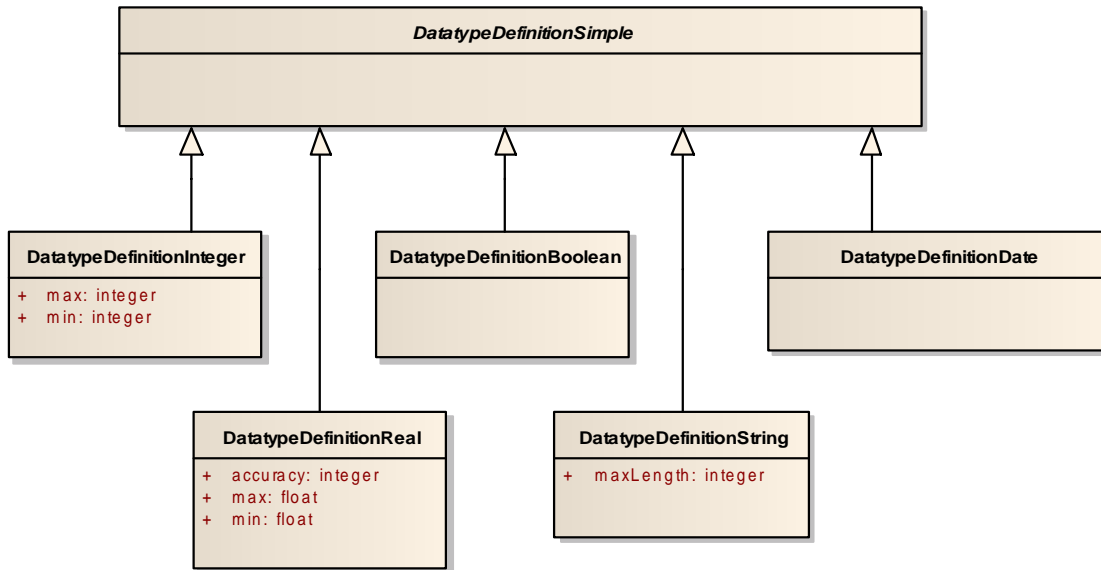 DatatypeDefinitionSimple
DatatypeDefinitionInteger
+ max: integer
+ min: integer
DatatypeDefinitionBoolean
DatatypeDefinitionDate
DatatypeDefinitionReal
+ accuracy: integer
+ max: float
+ min: float
DatatypeDefinitionString
+ maxLength: integer